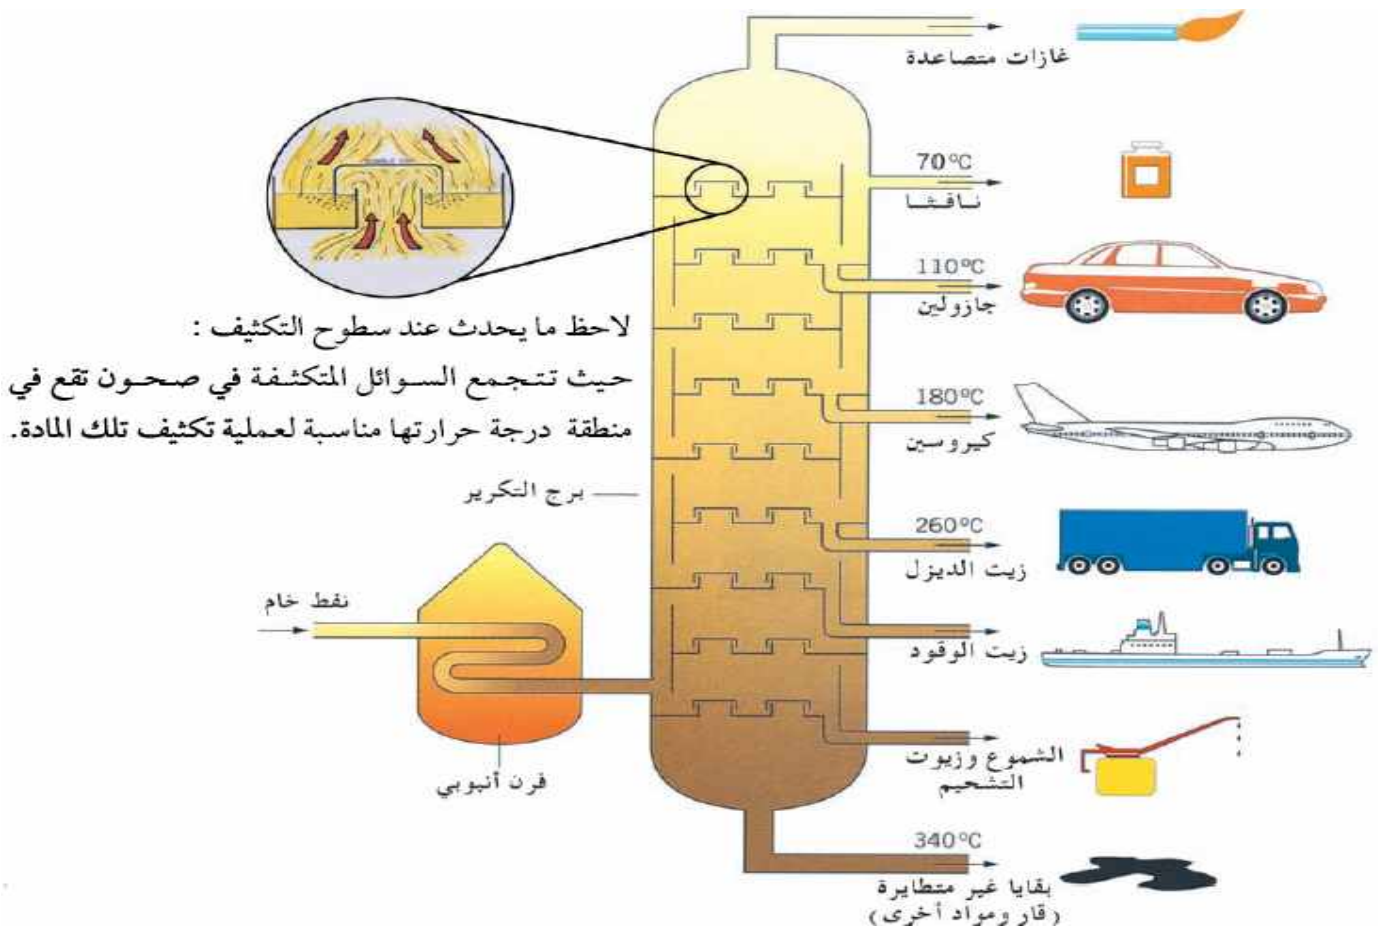 غازات متصاعدة
70°C
نافثا
110°C
جازولين
لاحظ ما يحدث عند سطوح التكثيف :
حيث تتجمع السوائل المتكثفة في صحون تقع في
منطقة درجة حرارتها مناسبة لعملية تكثيف تلك المادة.
180°C
كيروسين
برج التكرير
260°C
زيت الديزل
نفط خام
زيت الوقود
فرن أنبوبي
الشموع وزيوت
التشحيم
340°C
بقايا غير متطايرة
(قار ومواد أخرى)